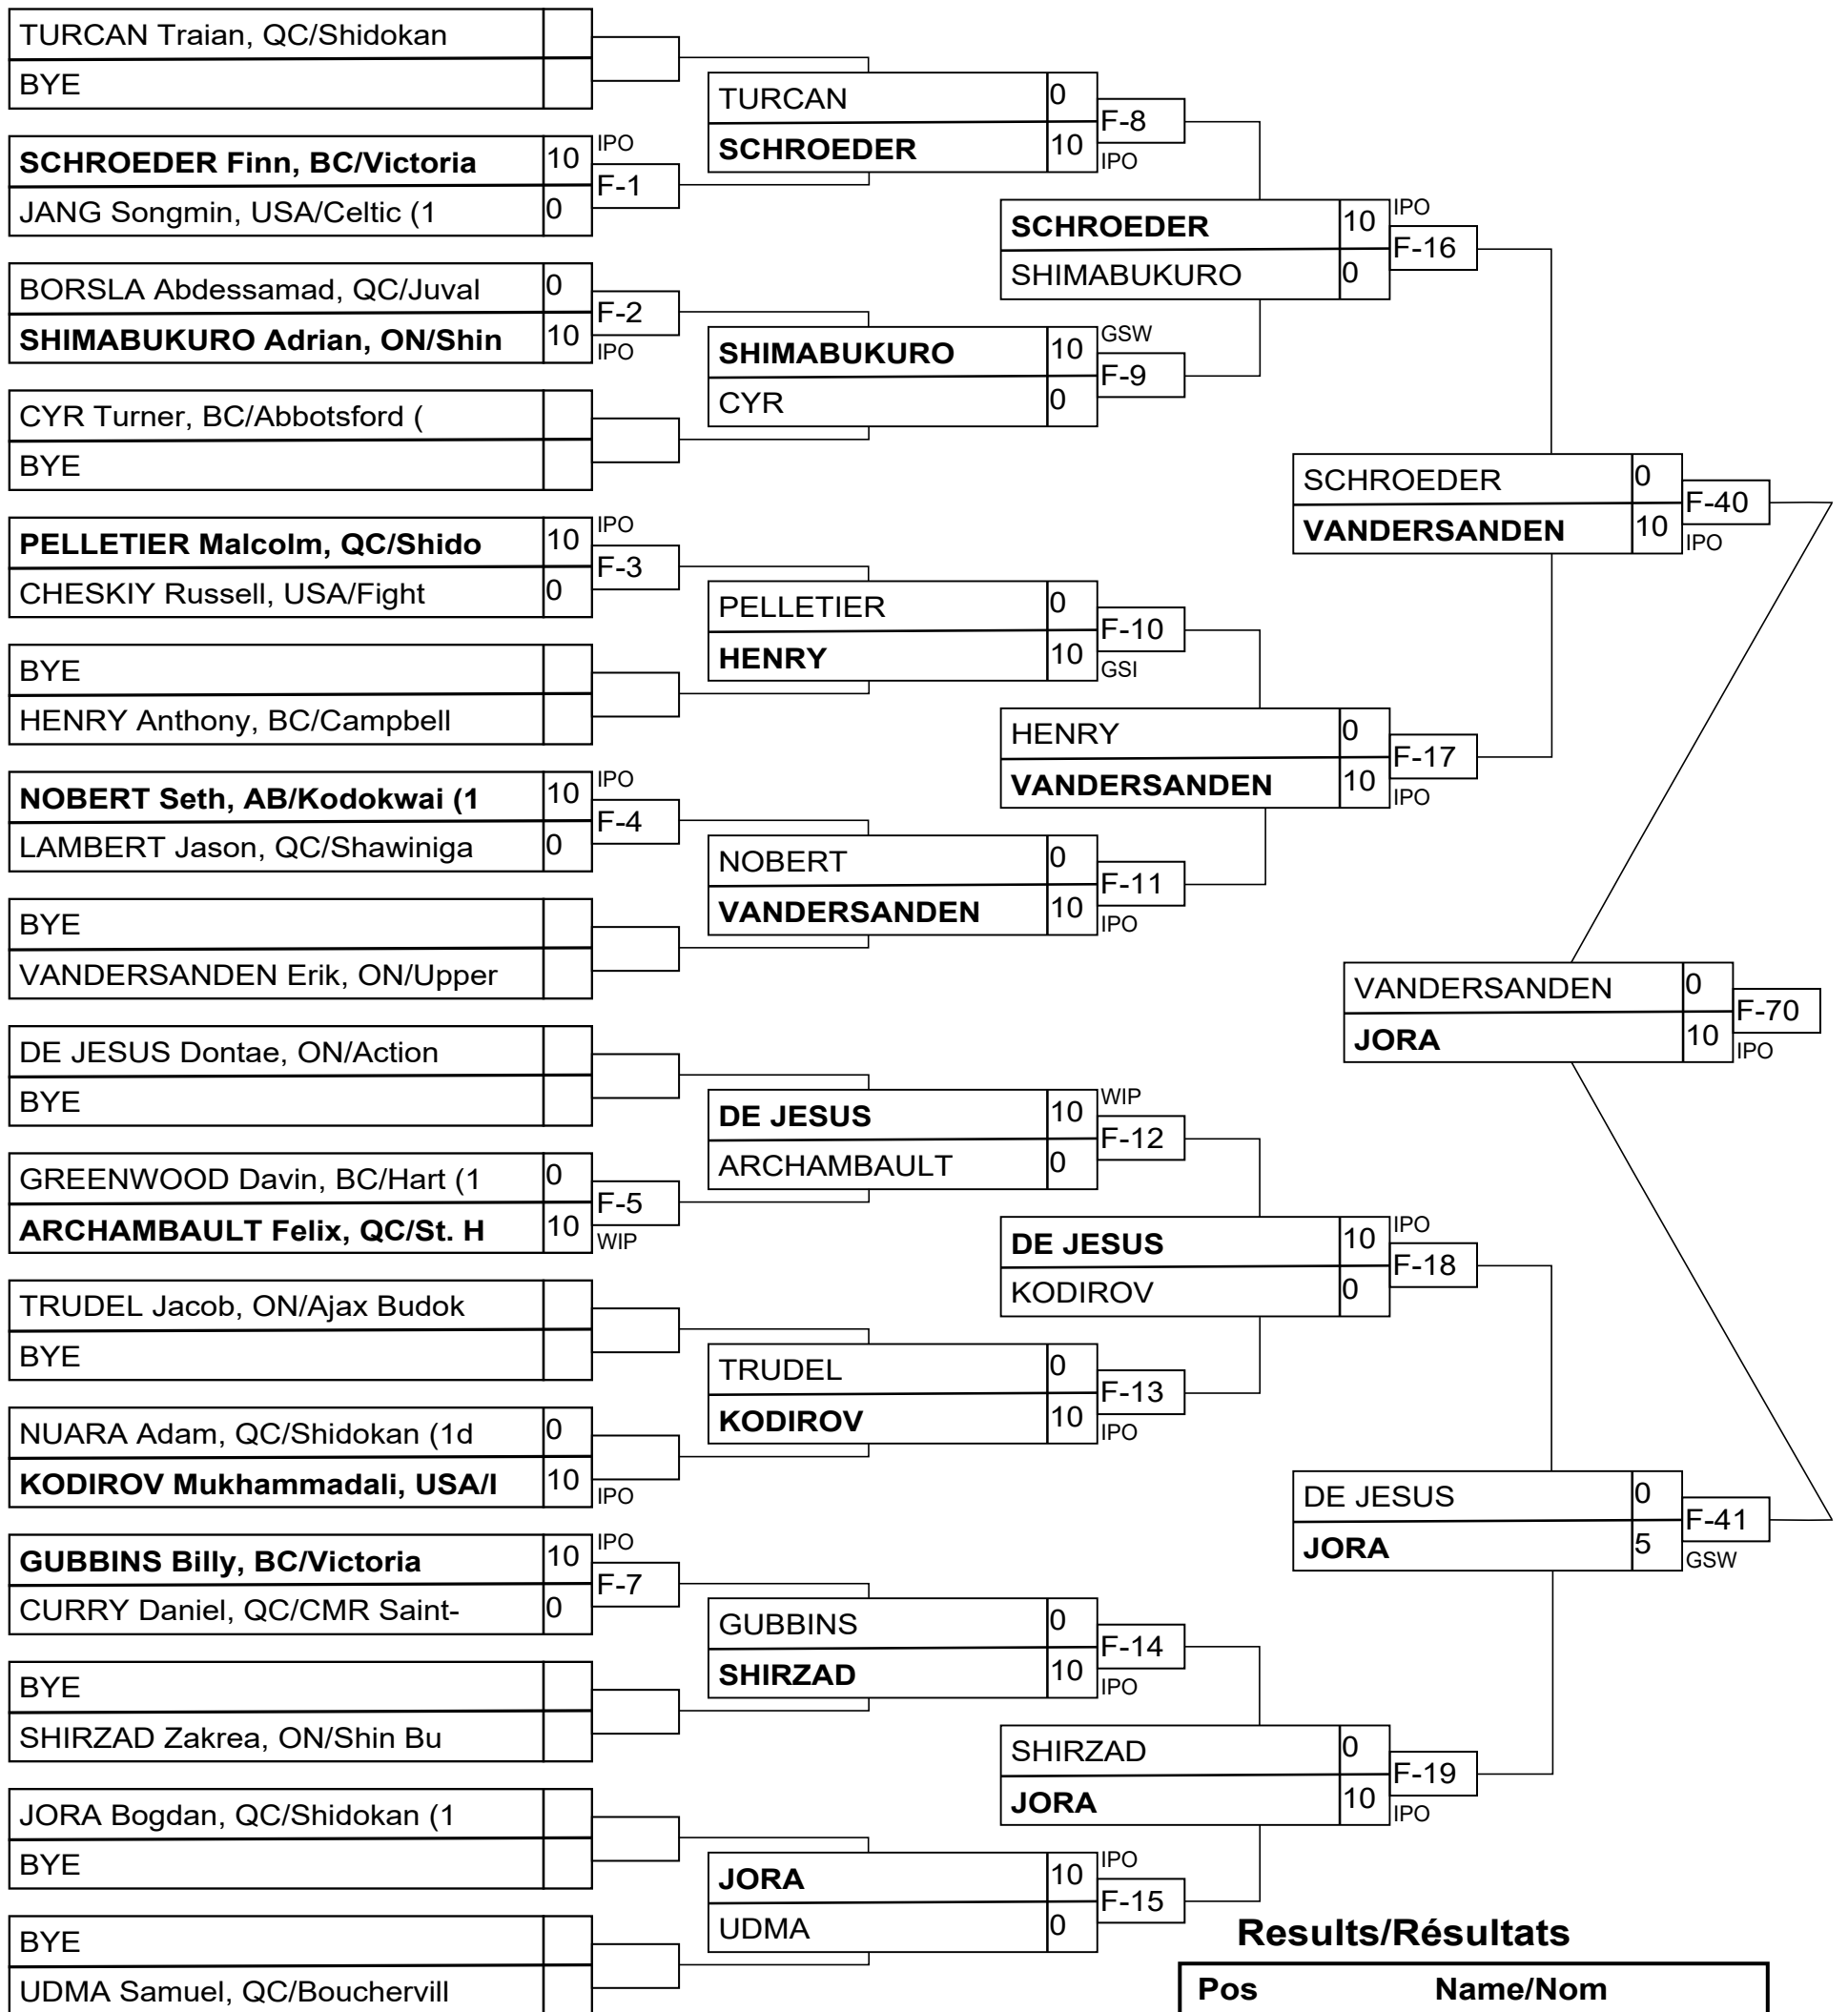 TURCAN Traian, QC/Shidokan
BYE
SCHROEDER Finn, BC/Victoria 10 IPO
F-1
JANG Songmin, USA/Celtic (1 0
BORSLA Abdessamad, QC/Juval 0
F-2
SHIMABUKURO Adrian, ON/Shin 10 IPO
CYR Turner, BC/Abbotsford (
BYE
PELLETIER Malcolm, QC/Shido 10 IPO
F-3
CHESKIY Russell, USA/Fight 0
BYE
HENRY Anthony, BC/Campbell
NOBERT Seth, AB/Kodokwai (1 10 IPO
F-4
LAMBERT Jason, QC/Shawiniga 0
BYE
VANDERSANDEN Erik, ON/Upper
DE JESUS Dontae, ON/Action
BYE
GREENWOOD Davin, BC/Hart (1 0
F-5
ARCHAMBAULT Felix, QC/St. H 10 WIP
TRUDEL Jacob, ON/Ajax Budok
BYE
NUARA Adam, QC/Shidokan (1d 0
KODIROV Mukhammadali, USA/I 10 IPO
GUBBINS Billy, BC/Victoria 10 IPO
F-7
CURRY Daniel, QC/CMR Saint- 0
BYE
SHIRZAD Zakrea, ON/Shin Bu
JORA Bogdan, QC/Shidokan (1
BYE
BYE
UDMA Samuel, QC/Bouchervill
TURCAN 0
F-8
SCHROEDER 10 IPO
SHIMABUKURO 10 GSW
F-9
CYR 0
PELLETIER 0
F-10
HENRY 10 GSI
NOBERT 0
F-11
VANDERSANDEN 10 IPO
DE JESUS 10 WIP
F-12
ARCHAMBAULT 0
TRUDEL 0
F-13
KODIROV 10 IPO
GUBBINS 0
F-14
SHIRZAD 10 IPO
JORA 10 IPO
F-15
UDMA 0
SCHROEDER 10 IPO
F-16
SHIMABUKURO 0
HENRY 0
F-17
VANDERSANDEN 10 IPO
DE JESUS 10 IPO
F-18
KODIROV 0
SHIRZAD 0
F-19
JORA 10 IPO
SCHROEDER 0
F-40
VANDERSANDEN 10 IPO
DE JESUS 0
F-41
JORA 5 GSW
VANDERSANDEN 0
F-70
JORA 10 IPO
Results/Résultats
Pos Name/Nom